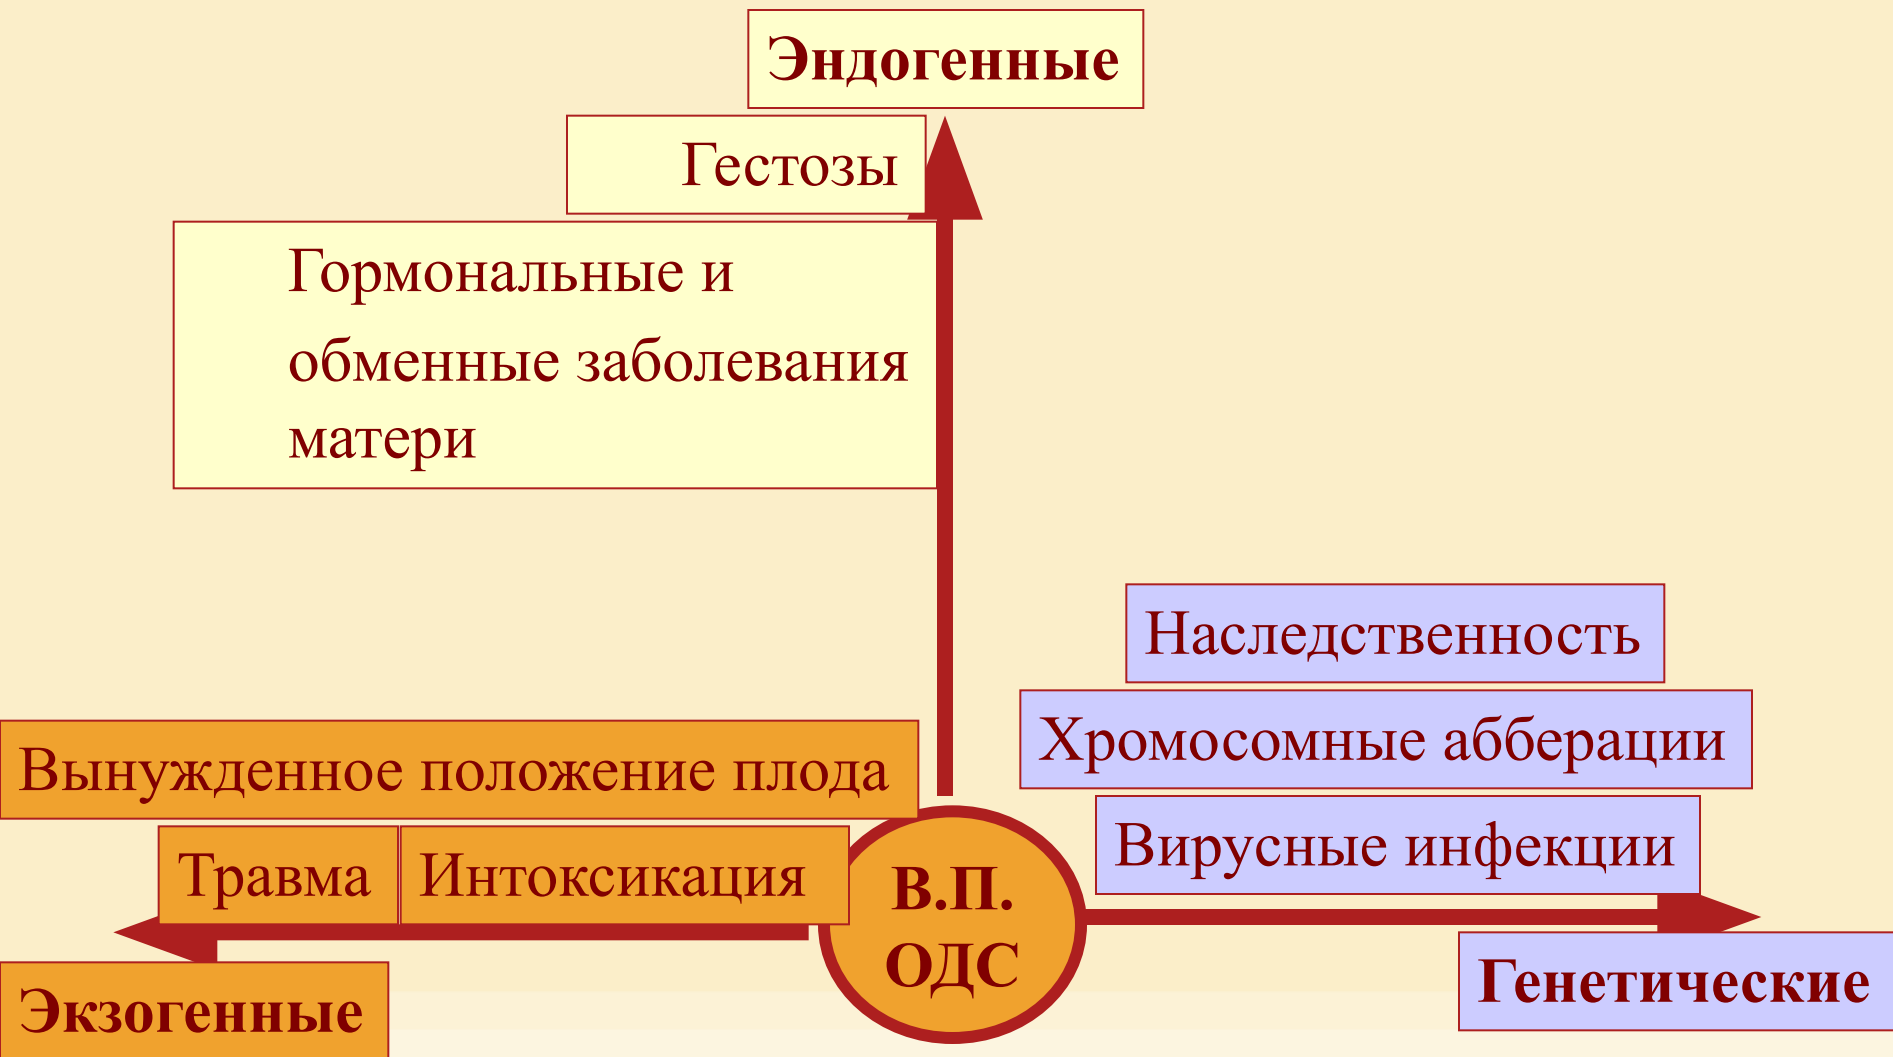 Эндогенные
Гестозы
Гормональные и
обменные заболевания
матери
Наследственность
Хромосомные абберации
Вирусные инфекции
Вынужденное положение плода
Травма
Интоксикация
В.П.
ОДС
Экзогенные
Генетические